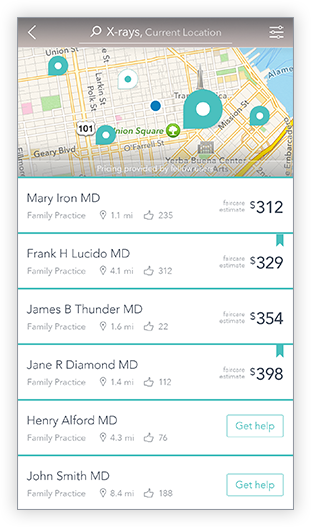 X-rays, Current Location
Union St
Larkin St
Polk St
Trans
Mission St
Embarcadero
101
Union Square
Geary Blvd
O'Farrell St
Yerba Buena Center
-Arts
Folsom St
Pricing provided by fellow users
Mary Iron MD
Family Practice 1.1 mi 235
faircare estimate $312
Frank H Lucido MD
Family Practice 4.1 mi 312
faircare estimate $329
James B Thunder MD
Family Practice 1.6 mi 22
faircare estimate $354
Jane R Diamond MD
Family Practice 1.4 mi 112
faircare estimate $398
Henry Alford MD
Family Practice 4.3 mi 76
Get help
John Smith MD
Family Practice 8.4 mi 188
Get help